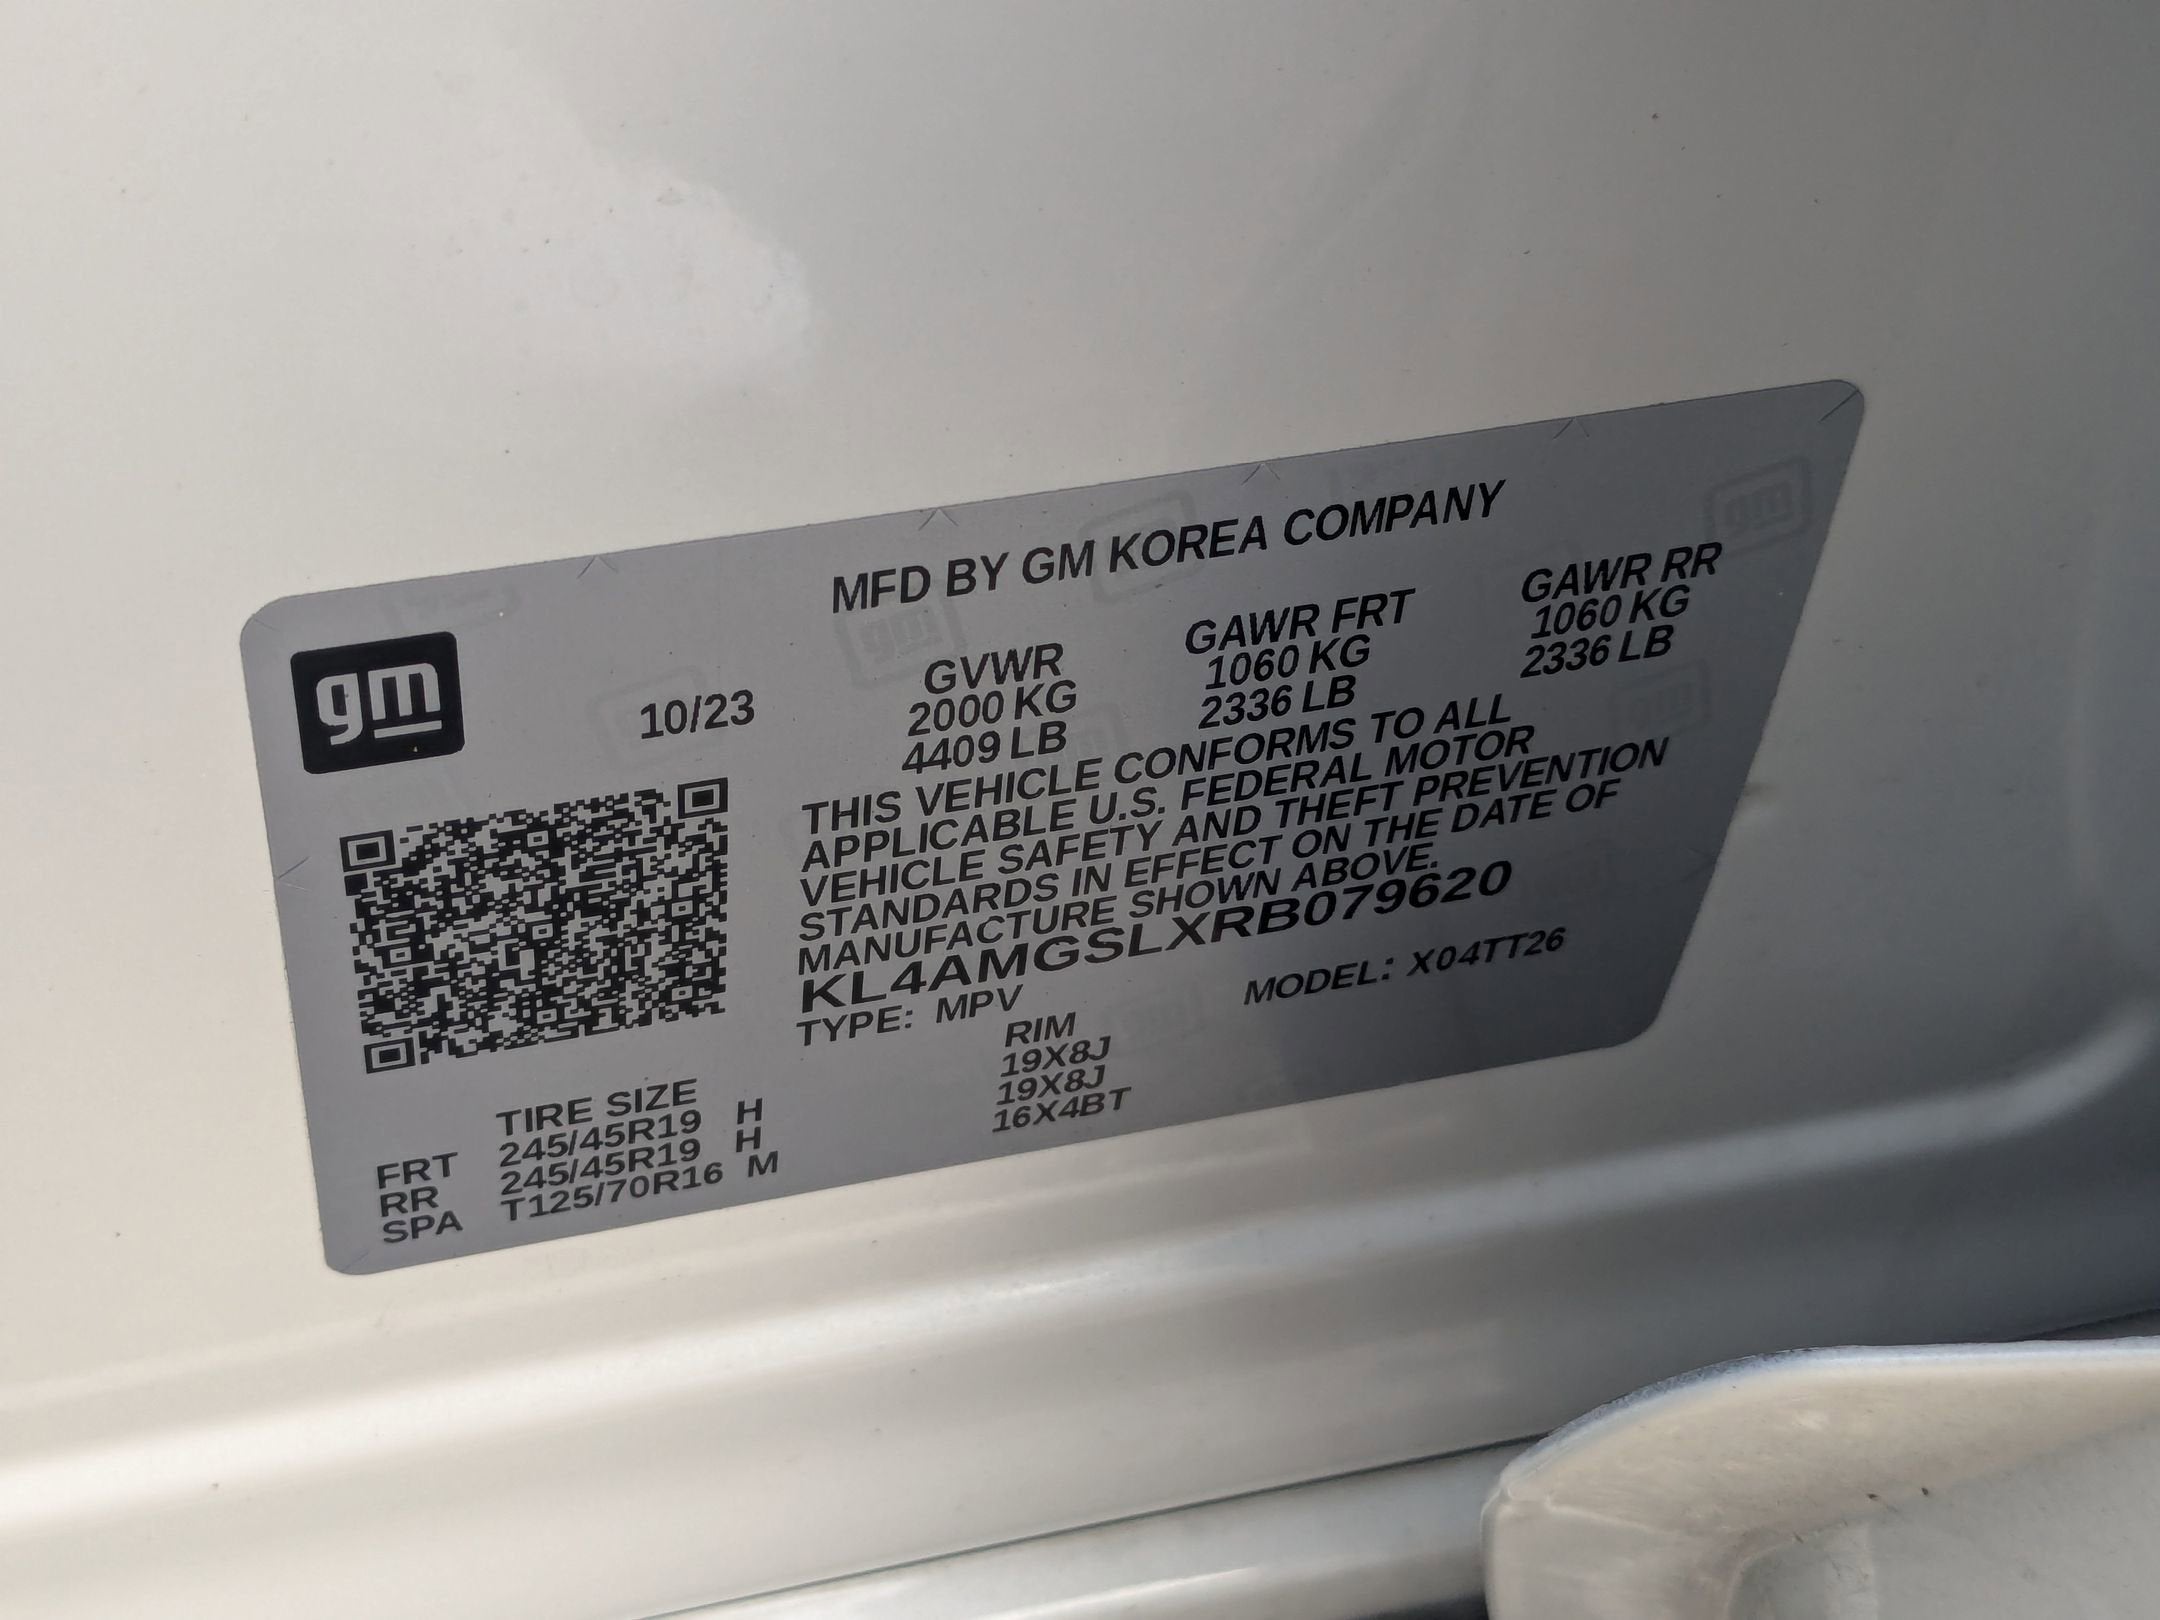 MFD BY GM KOREA COMPANY
gm
10/23
GVWR GAWR FRT GAWR RR
2000 KG 1060 KG 1060 KG
4409 LB 2336 LB 2336 LB
THIS VEHICLE CONFORMS TO ALL
APPLICABLE U.S. FEDERAL MOTOR
VEHICLE SAFETY AND THEFT PREVENTION
STANDARDS IN EFFECT ON THE DATE OF
MANUFACTURE SHOWN ABOVE.
KL4AMGSLXRB079620
TYPE: MPV MODEL: X04TT26
TIRE SIZE RIM
FRT 245/45R19 H 19X8J
RR 245/45R19 H 19X8J
SPA T125/70R16 M 16X4BT